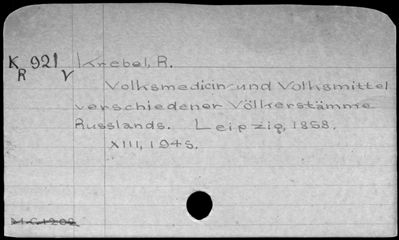 K 921 Krebel, R.
R V
Volksmedicin und Volksmittel
verschiedener Völkerstämme
Russlands. Leipzig, 1858.
XIII, 194 S.